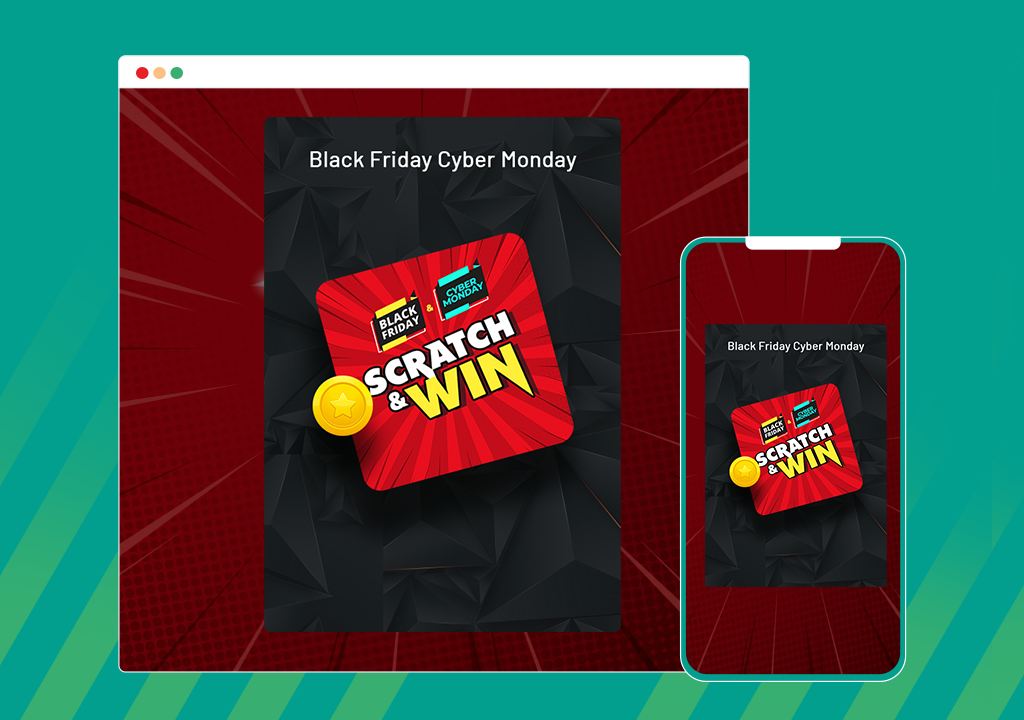 Black Friday Cyber Monday
BLACK
FRIDAY
&
CYBER
MONDAY
SCRATCH
& WIN
Black Friday Cyber Monday
BLACK
FRIDAY
&
CYBER
MONDAY
SCRATCH
& WIN